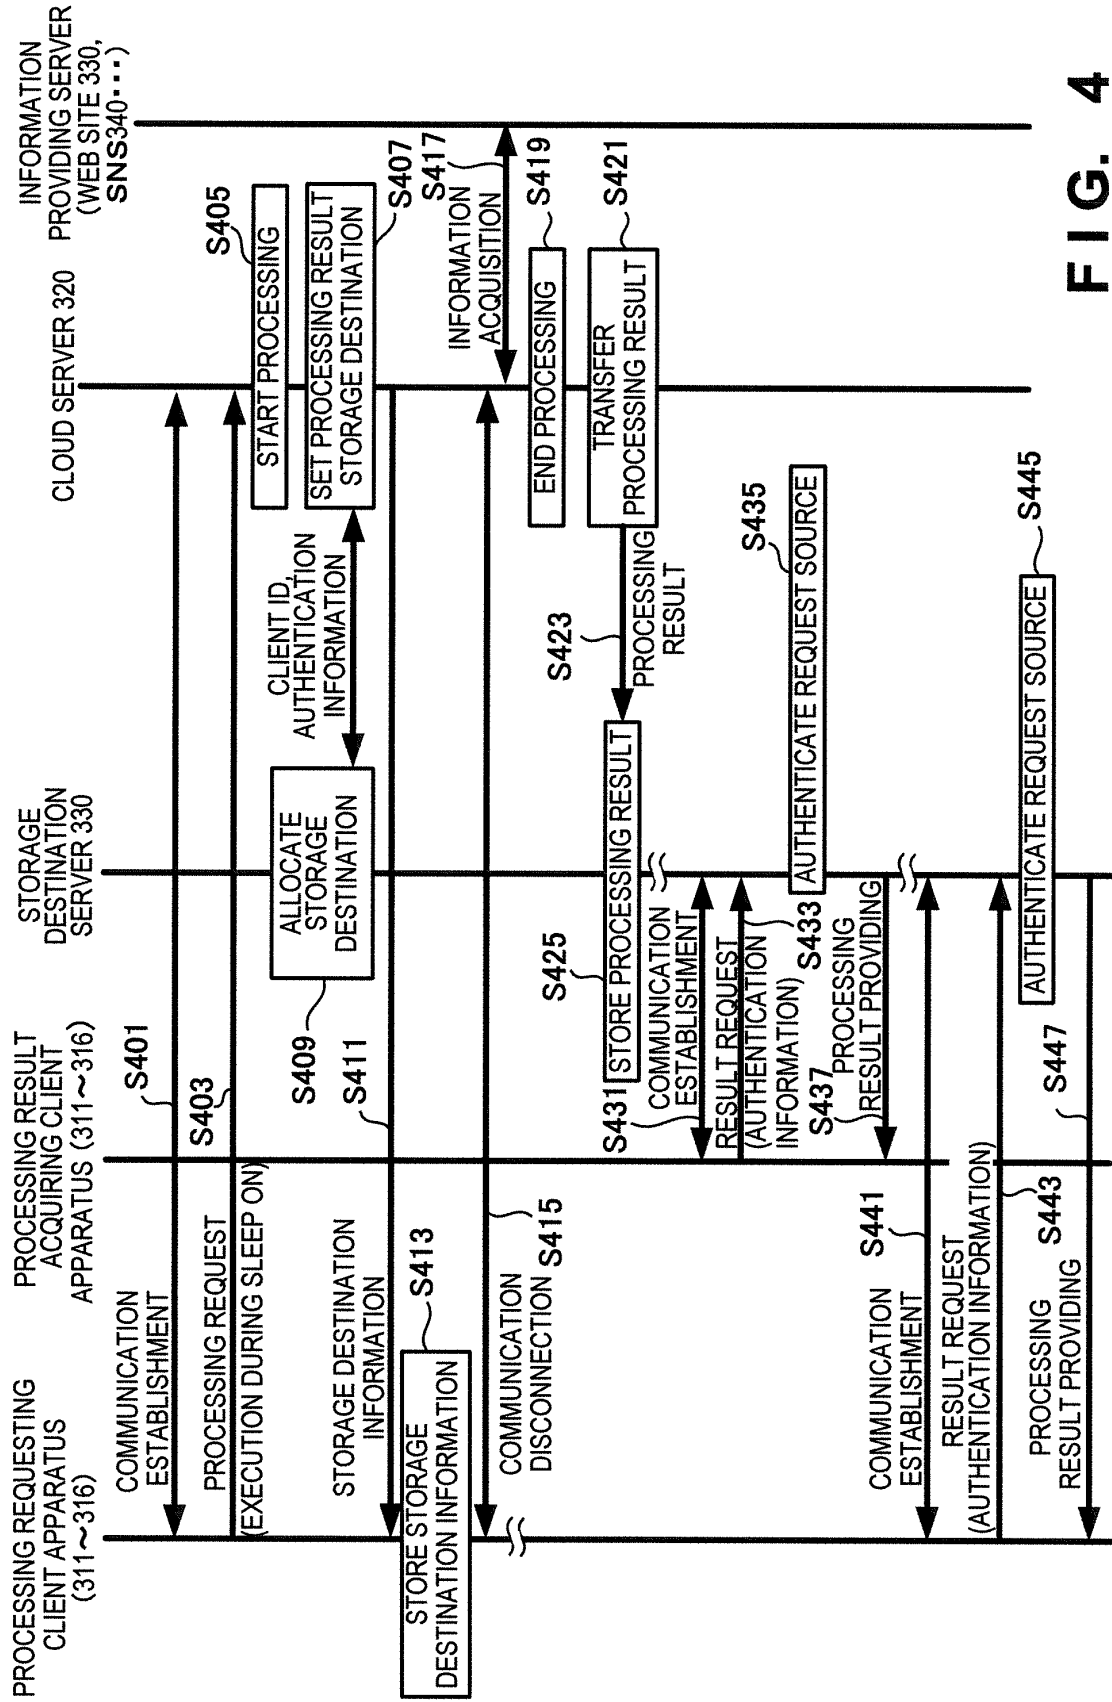 PROCESSING REQUESTING
CLIENT APPARATUS
(311～316)
PROCESSING RESULT
ACQUIRING CLIENT
APPARATUS (311～316)
STORAGE
DESTINATION
SERVER 330
CLOUD SERVER 320
INFORMATION
PROVIDING SERVER
(WEB SITE 330,
SNS340･･･)
COMMUNICATION
ESTABLISHMENT
S401
PROCESSING REQUEST
(EXECUTION DURING SLEEP ON)
S403
START PROCESSING
S405
SET PROCESSING RESULT
STORAGE DESTINATION
S407
CLIENT ID,
AUTHENTICATION
INFORMATION
ALLOCATE
STORAGE
DESTINATION
S409
STORAGE DESTINATION
INFORMATION
S411
STORE STORAGE
DESTINATION INFORMATION
S413
COMMUNICATION
DISCONNECTION
S415
INFORMATION
ACQUISITION
S417
END PROCESSING
S419
TRANSFER
PROCESSING RESULT
S421
S423
PROCESSING
RESULT
STORE PROCESSING RESULT
S425
COMMUNICATION
ESTABLISHMENT
S431
RESULT REQUEST
(AUTHENTICATION
INFORMATION)
S433
AUTHENTICATE REQUEST SOURCE
S435
PROCESSING
RESULT PROVIDING
S437
COMMUNICATION
ESTABLISHMENT
S441
RESULT REQUEST
(AUTHENTICATION INFORMATION)
S443
AUTHENTICATE REQUEST SOURCE
S445
PROCESSING
RESULT PROVIDING
S447
FIG. 4